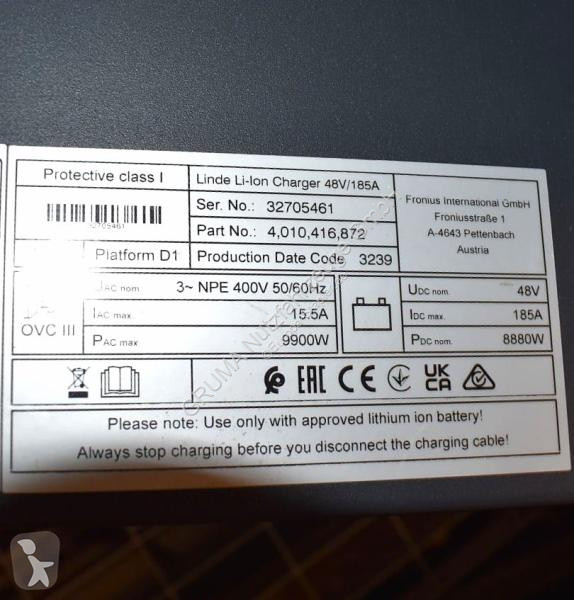 Protective class I
Linde Li-Ion Charger 48V/185A
Fronius International GmbH
Froniusstraße 1
A-4643 Pettenbach
Austria
32705461
Ser. No.: 32705461
Part No.: 4,010,416,872
Platform D1
Production Date Code 3239
OVC III
UAC nom. 3~ NPE 400V 50/60Hz
IAC max. 15.5A
PAC max. 9900W
UDC nom. 48V
IDC max. 185A
PDC nom. 8880W
EAC CE UK CA
Please note: Use only with approved lithium ion battery!
Always stop charging before you disconnect the charging cable!
GRUMA Nutzfahrzeuge GmbH